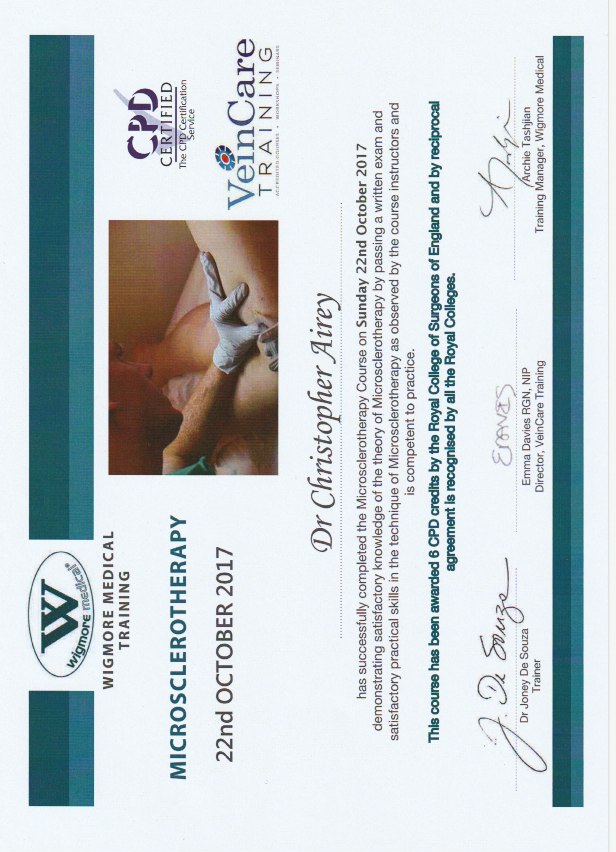 W
wigmore medical®
WIGMORE MEDICAL
TRAINING
CPD
CERTIFIED
The CPD Certification
Service
VeinCare
TRAINING
ACCREDITED COURSES • WORKSHOPS • SEMINARS
MICROSCLEROTHERAPY
22nd OCTOBER 2017
Dr Christopher Airey
has successfully completed the Microsclerotherapy Course on Sunday 22nd October 2017
demonstrating satisfactory knowledge of the theory of Microsclerotherapy by passing a written exam and
satisfactory practical skills in the technique of Microsclerotherapy as observed by the course instructors and
is competent to practice.
This course has been awarded 6 CPD credits by the Royal College of Surgeons of England and by reciprocal
agreement is recognised by all the Royal Colleges.
J. De Souza
Dr Joney De Souza
Trainer
Emma Davies RGN, NIP
Director, VeinCare Training
Archie Tashjian
Training Manager, Wigmore Medical